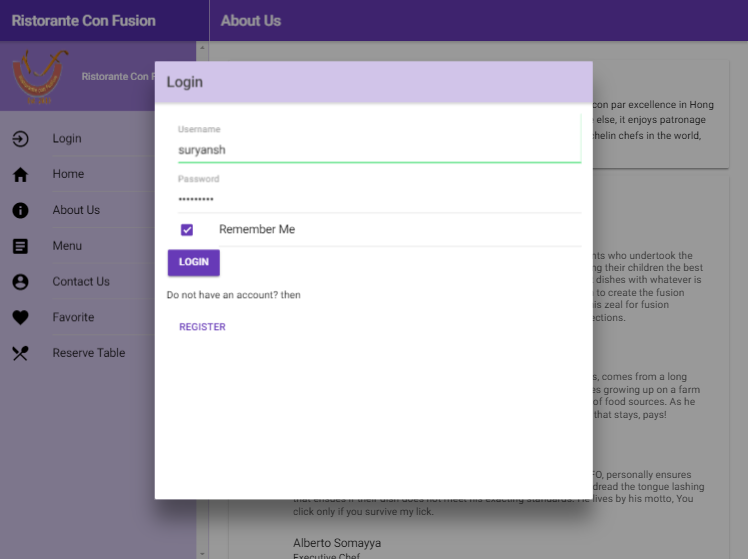 Ristorante Con Fusion
About Us
Ristorante Con F
Login
Home
About Us
Menu
Contact Us
Favorite
Reserve Table
Login
Username
suryansh
Password
•••••••••
Remember Me
LOGIN
Do not have an account? then
REGISTER
con par excellence in Hong
else, it enjoys patronage
chelin chefs in the world,
nts who undertook the
ng their children the best
dishes with whatever is
to create the fusion
is zeal for fusion
ections.
s, comes from a long
es growing up on a farm
of food sources. As he
that stays, pays!
FO, personally ensures
dread the tongue lashing
that ensues if their dish does not meet his exacting standards. He lives by his motto, You
click only if you survive my lick.
Alberto Somayya
Executive Chef